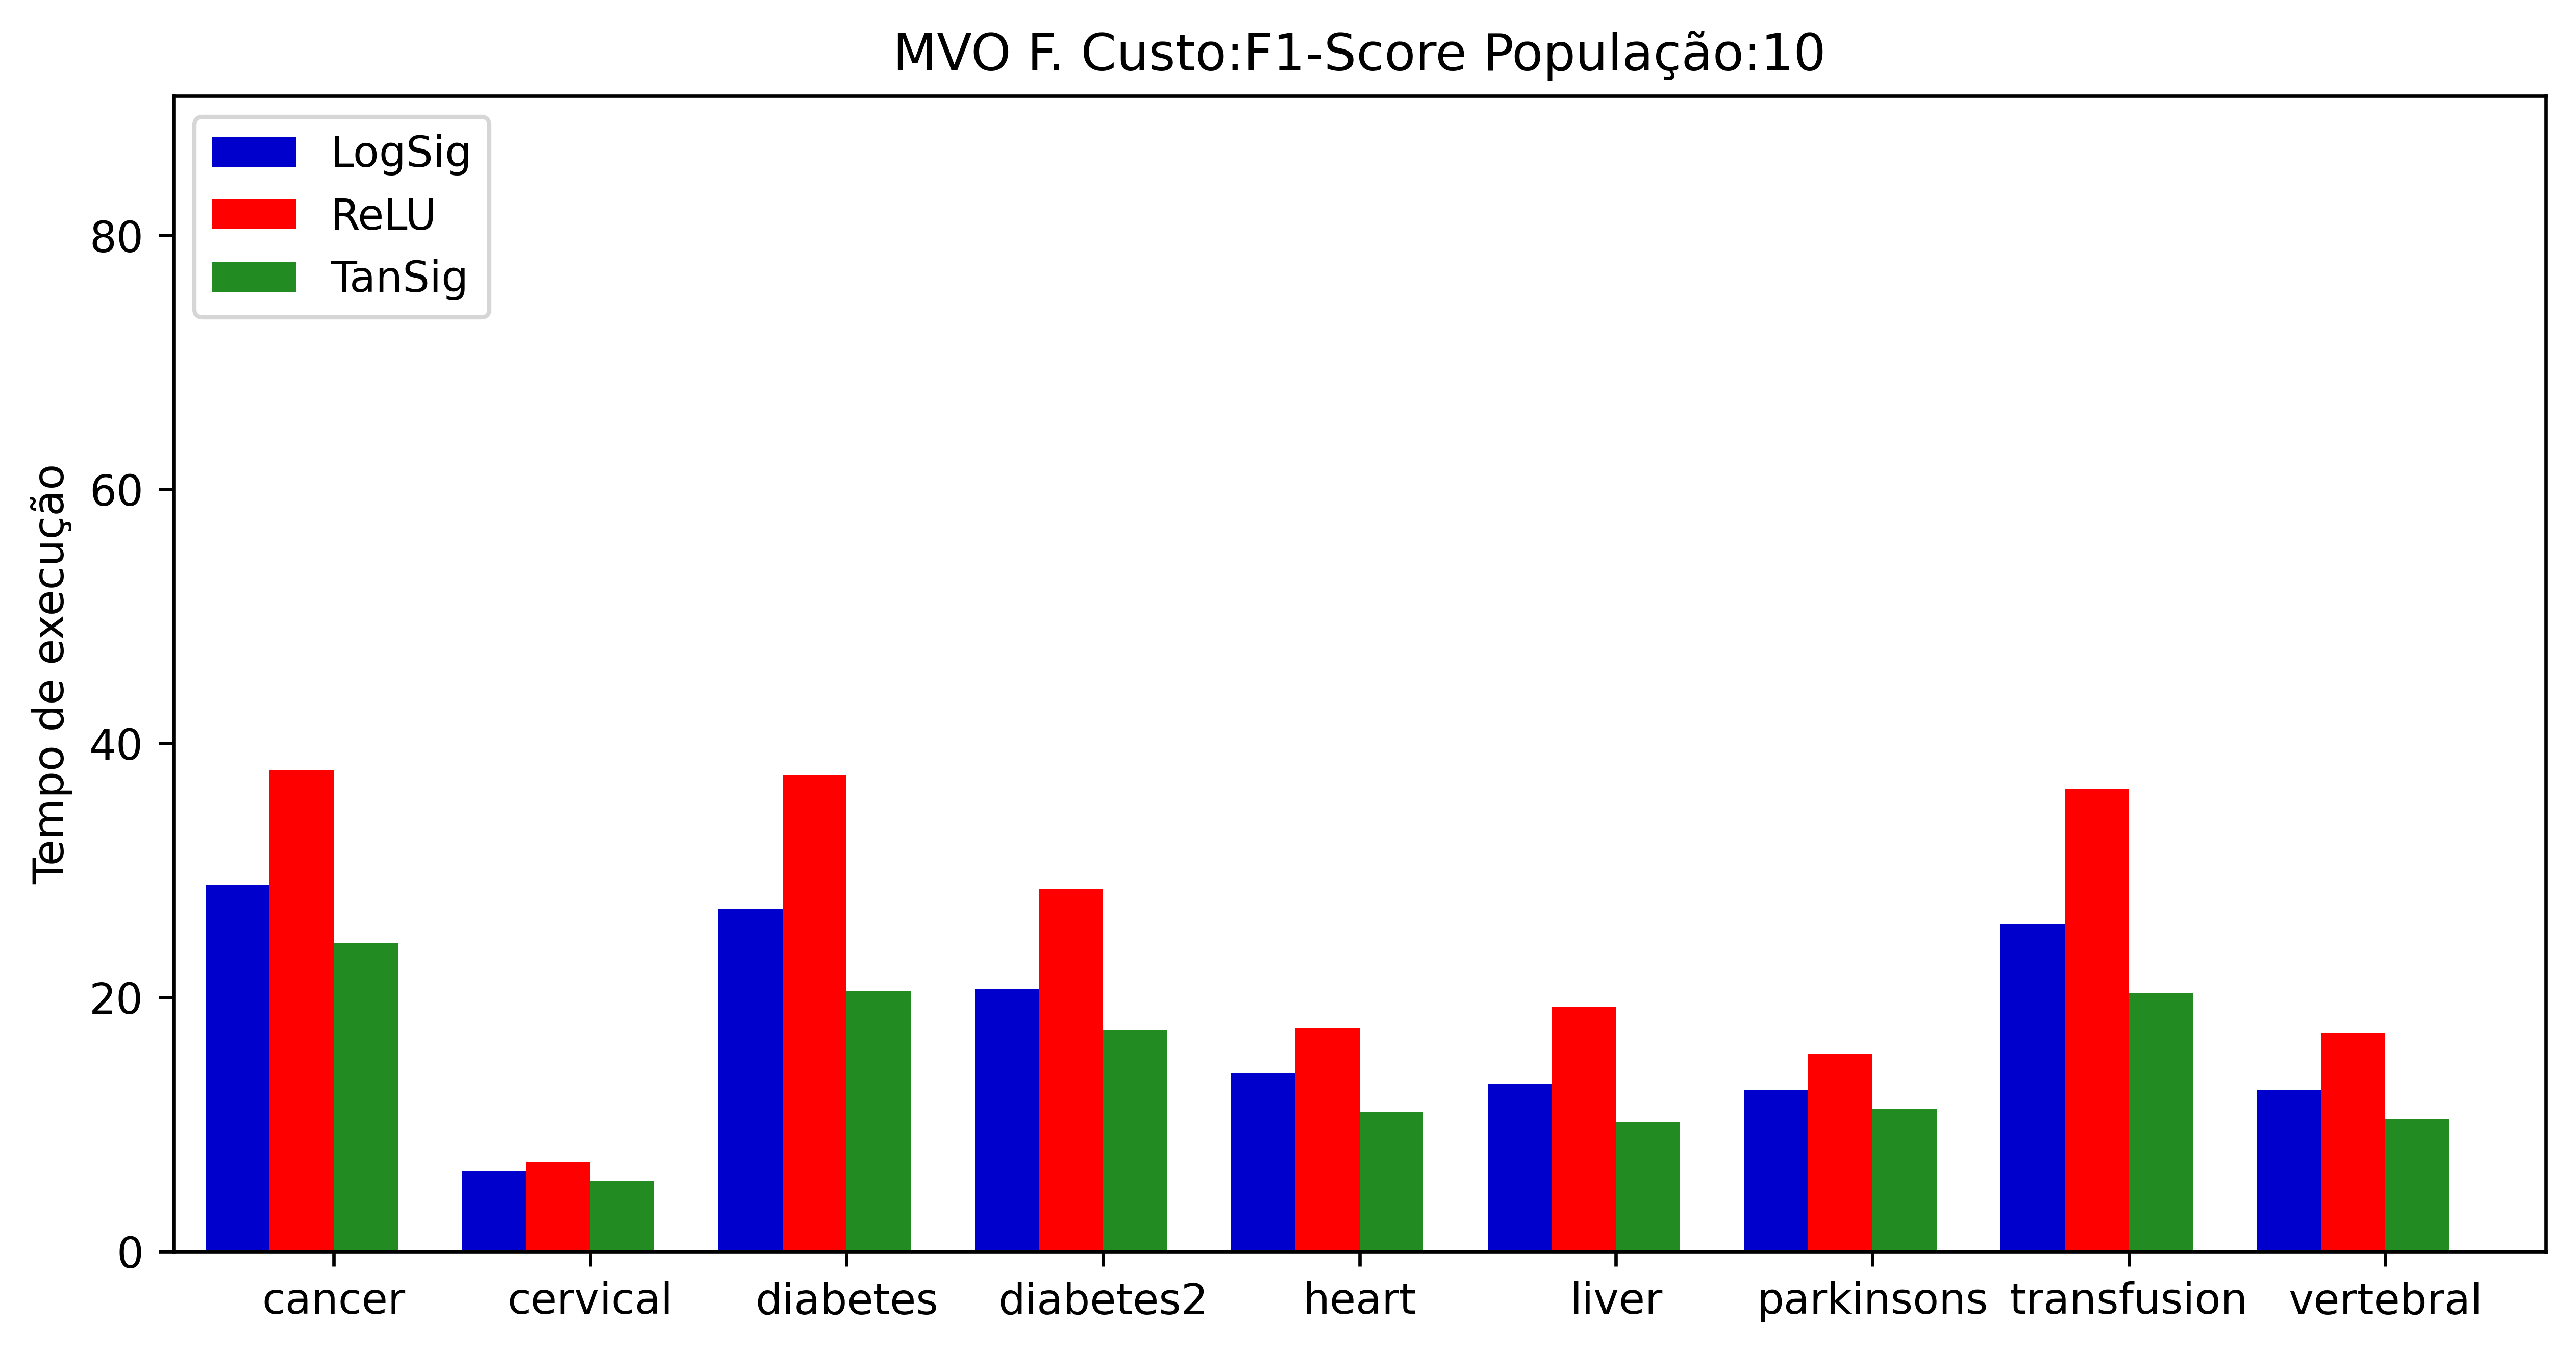 MVO F. Custo:F1-Score População:10
LogSig
ReLU
TanSig
Tempo de execução
80
60
40
20
0
cancer cervical diabetes diabetes2 heart liver parkinsons transfusion vertebral